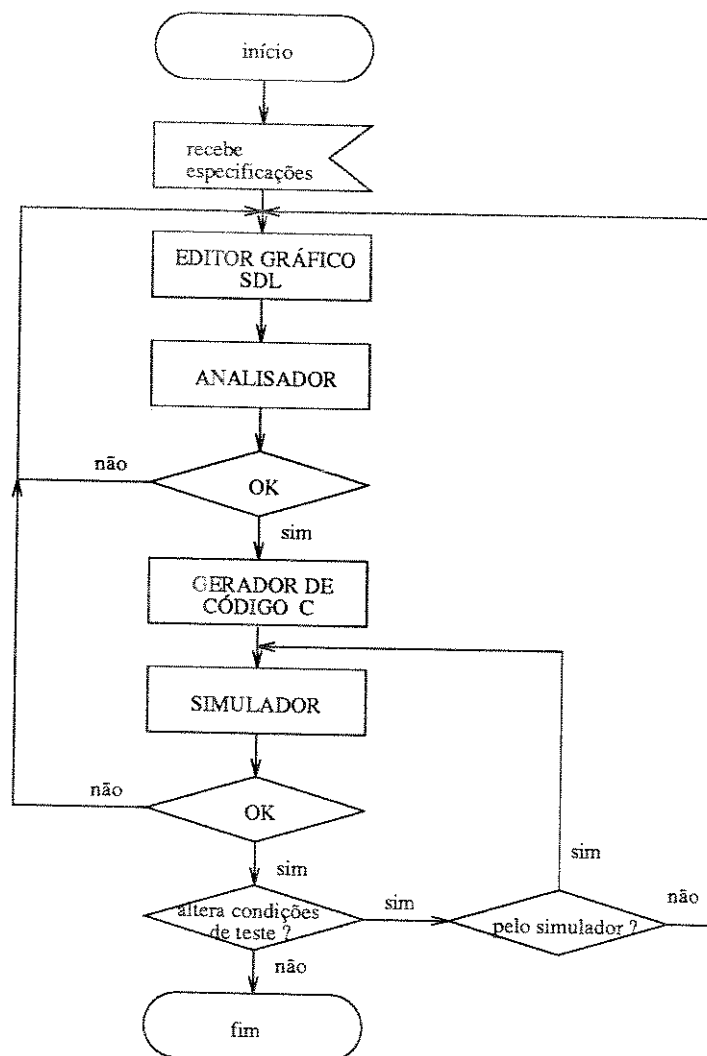 início
recebe
especificações
EDITOR GRÁFICO
SDL
ANALISADOR
não
OK
sim
GERADOR DE
CÓDIGO C
SIMULADOR
não
OK
sim
sim
altera condições
de teste ?
sim
pelo simulador ?
não
não
fim